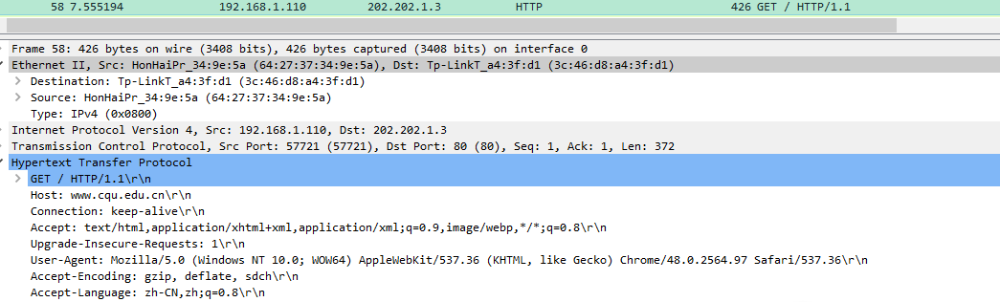 58 7.555194 192.168.1.110 202.202.1.3 HTTP 426 GET / HTTP/1.1
Frame 58: 426 bytes on wire (3408 bits), 426 bytes captured (3408 bits) on interface 0
Ethernet II, Src: HonHaiPr_34:9e:5a (64:27:37:34:9e:5a), Dst: Tp-LinkT_a4:3f:d1 (3c:46:d8:a4:3f:d1)
Destination: Tp-LinkT_a4:3f:d1 (3c:46:d8:a4:3f:d1)
Source: HonHaiPr_34:9e:5a (64:27:37:34:9e:5a)
Type: IPv4 (0x0800)
Internet Protocol Version 4, Src: 192.168.1.110, Dst: 202.202.1.3
Transmission Control Protocol, Src Port: 57721 (57721), Dst Port: 80 (80), Seq: 1, Ack: 1, Len: 372
Hypertext Transfer Protocol
GET / HTTP/1.1\r\n
Host: www.cqu.edu.cn\r\n
Connection: keep-alive\r\n
Accept: text/html,application/xhtml+xml,application/xml;q=0.9,image/webp,*/*;q=0.8\r\n
Upgrade-Insecure-Requests: 1\r\n
User-Agent: Mozilla/5.0 (Windows NT 10.0; WOW64) AppleWebKit/537.36 (KHTML, like Gecko) Chrome/48.0.2564.97 Safari/537.36\r\n
Accept-Encoding: gzip, deflate, sdch\r\n
Accept-Language: zh-CN,zh;q=0.8\r\n